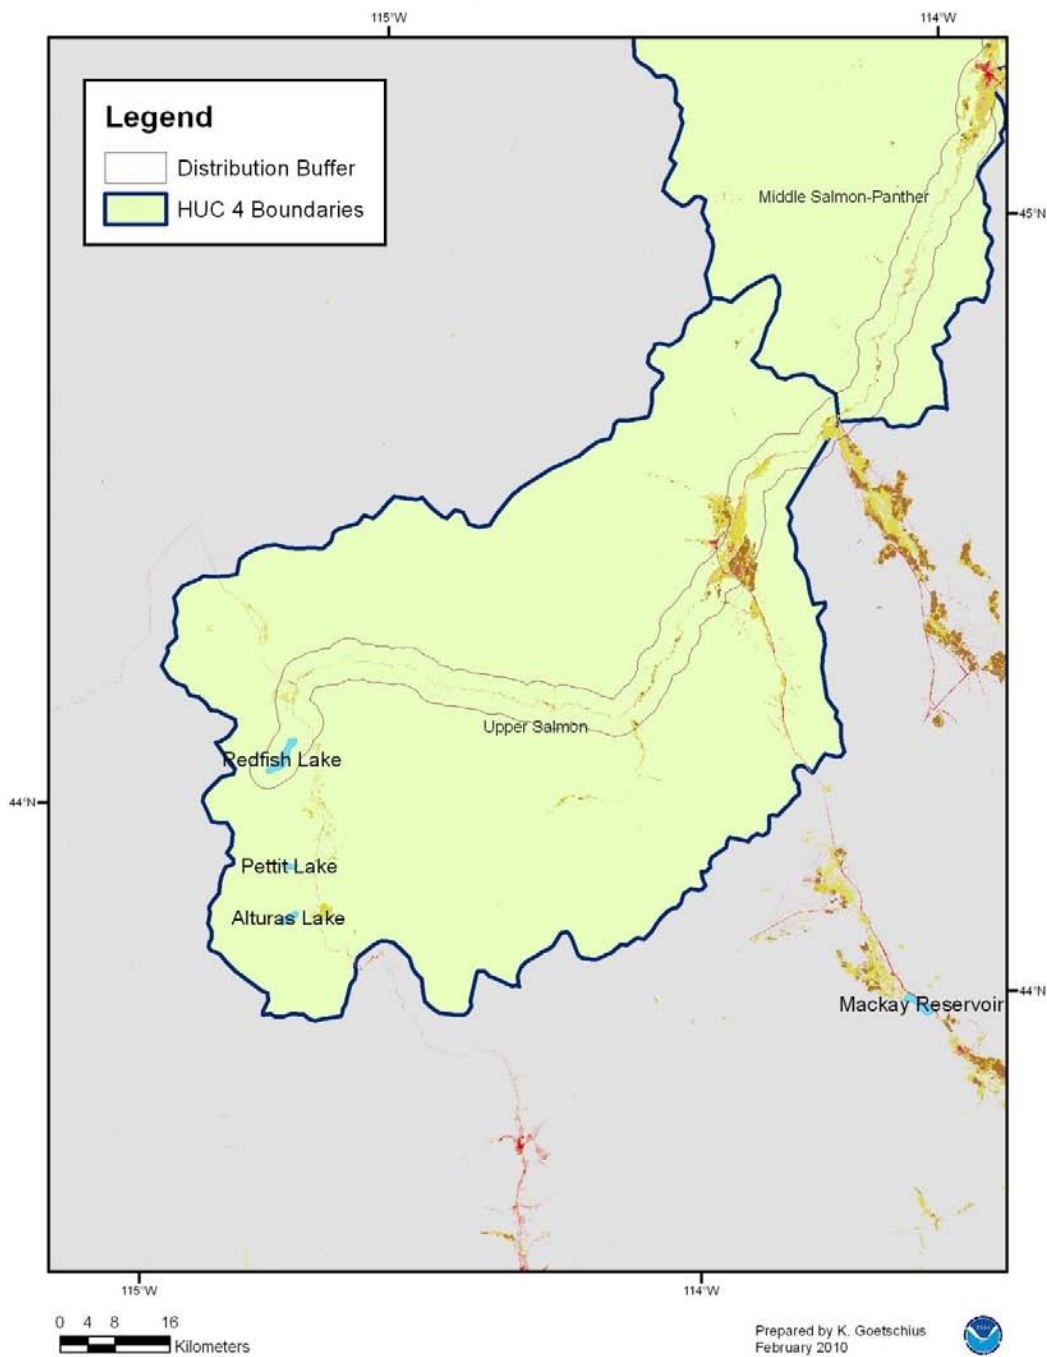 115°W
114°W
Legend
Distribution Buffer
HUC 4 Boundaries
Middle Salmon-Panther
45°N
Upper Salmon
Redfish Lake
44°N
Pettit Lake
Alturas Lake
44°N
Mackay Reservoir
115°W
114°W
0 4 8 16
Kilometers
Prepared by K. Goetschius
February 2010